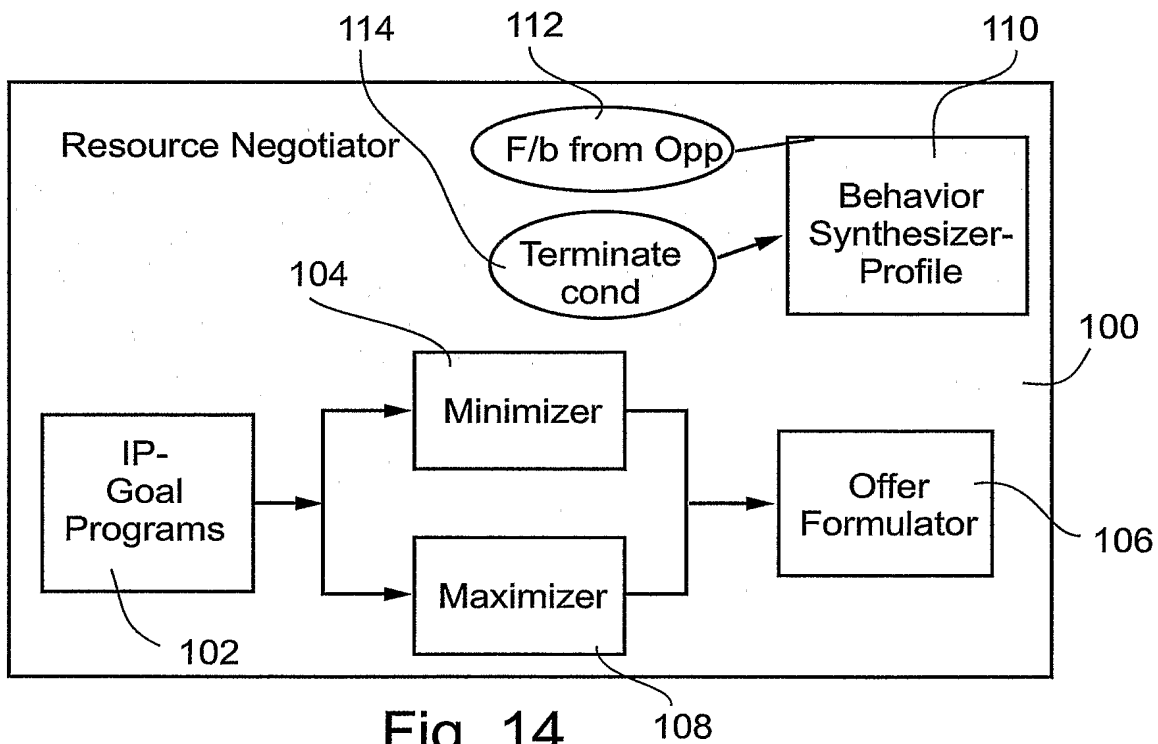 114
112
110
Resource Negotiator
F/b from Opp
Behavior
Synthesizer-
Profile
Terminate
cond
104
100
Minimizer
IP-
Goal
Programs
Offer
Formulator
106
Maximizer
102
108
Fig. 14